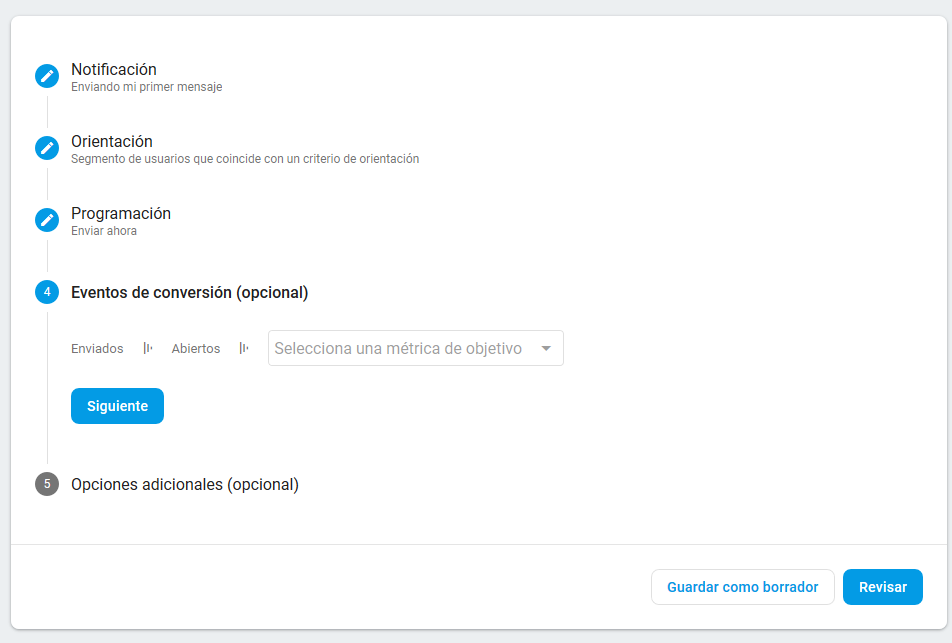 Notificación
Enviando mi primer mensaje
Orientación
Segmento de usuarios que coincide con un criterio de orientación
Programación
Enviar ahora
4 Eventos de conversión (opcional)
Enviados Abiertos Selecciona una métrica de objetivo
Siguiente
5 Opciones adicionales (opcional)
Guardar como borrador Revisar